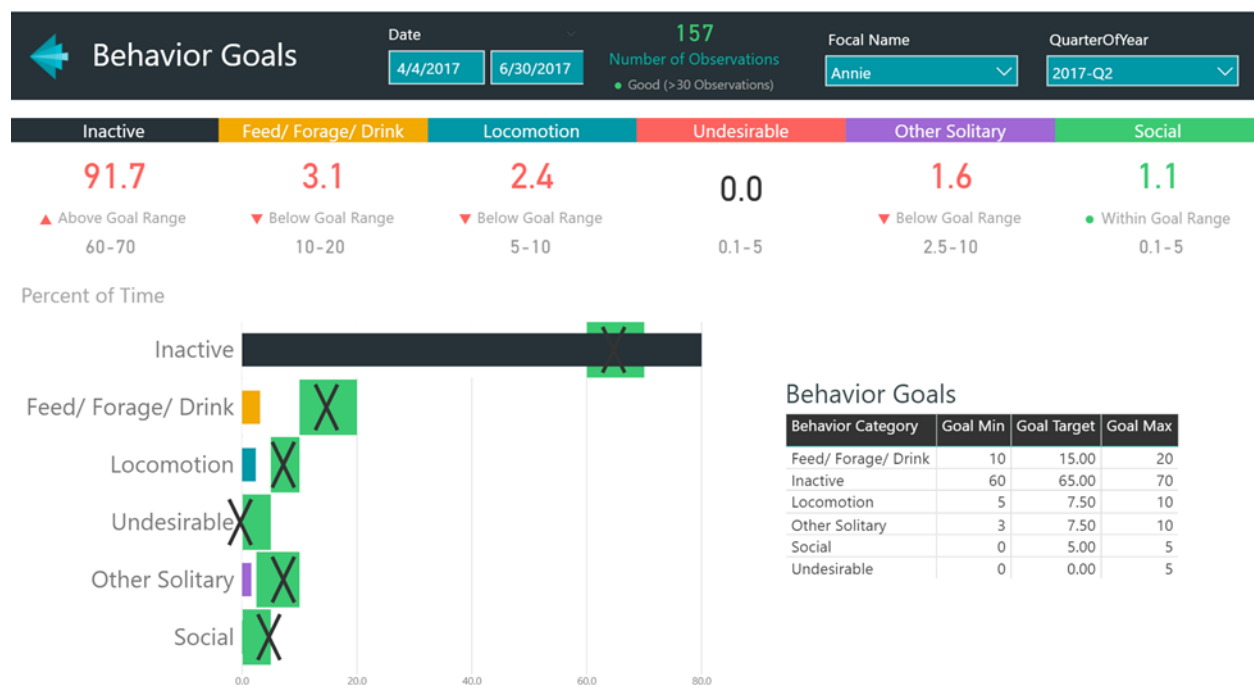 Behavior Goals
Date
4/4/2017 6/30/2017
157
Number of Observations
Good (>30 Observations)
Focal Name
Annie
QuarterOfYear
2017-Q2
Inactive Feed/ Forage/ Drink Locomotion Undesirable Other Solitary Social
91.7 3.1 2.4 0.0 1.6 1.1
Above Goal Range Below Goal Range Below Goal Range Below Goal Range Within Goal Range
60-70 10-20 5-10 0.1-5 2.5-10 0.1-5
Percent of Time
Inactive
Feed/ Forage/ Drink
Locomotion
Undesirable
Other Solitary
Social
0.0 20.0 40.0 60.0 80.0
Behavior Goals
Behavior Category Goal Min Goal Target Goal Max
Feed/ Forage/ Drink 10 15.00 20
Inactive 60 65.00 70
Locomotion 5 7.50 10
Other Solitary 3 7.50 10
Social 0 5.00 5
Undesirable 0 0.00 5